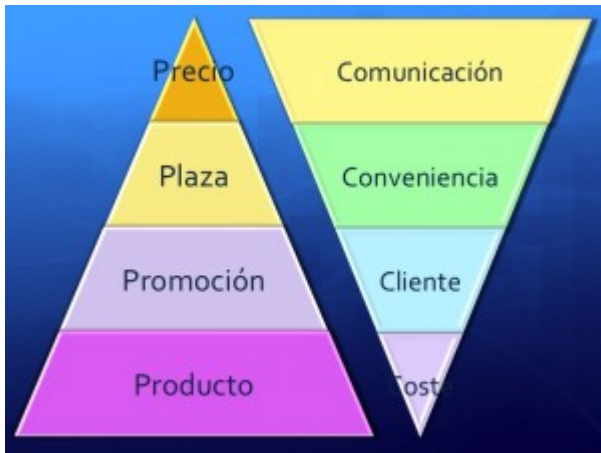 Precio
Plaza
Promoción
Producto
Comunicación
Conveniencia
Cliente
Costo